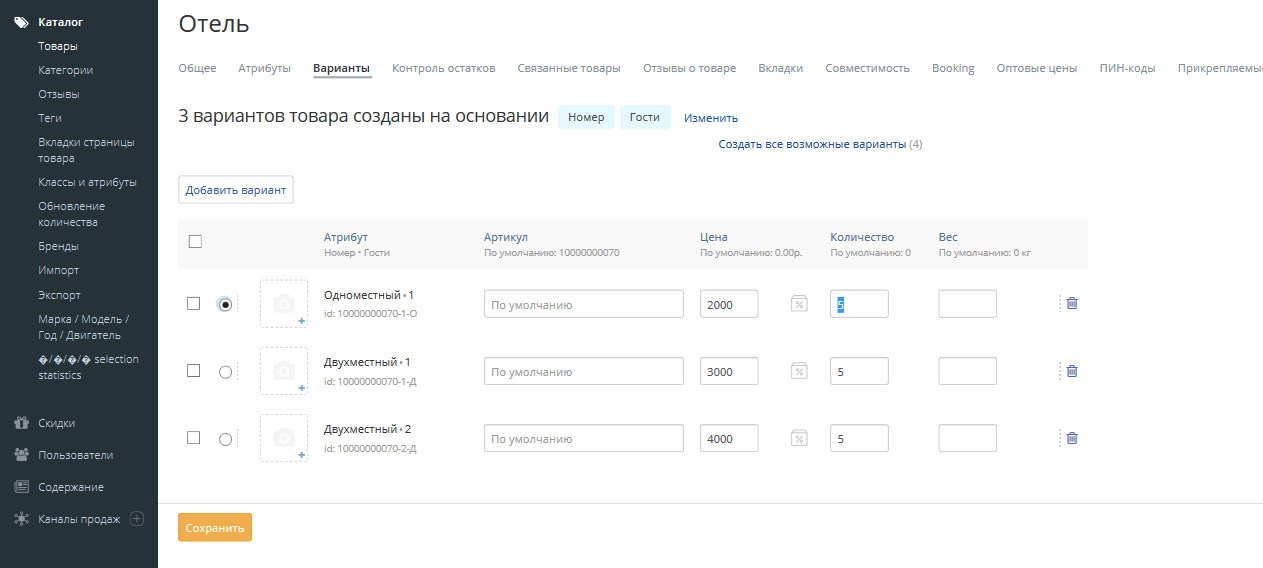 Каталог
Товары
Категории
Отзывы
Теги
Вкладки страницы
товара
Классы и атрибуты
Обновление
количества
Бренды
Импорт
Экспорт
Марка / Модель /
Год / Двигатель
�/�/�/� selection
statistics
Скидки
Пользователи
Содержание
Каналы продаж
Отель
Общее Атрибуты Варианты Контроль остатков Связанные товары Отзывы о товаре Вкладки Совместимость Booking Оптовые цены ПИН-коды Прикрепляемы
3 вариантов товара созданы на основании Номер Гости Изменить
Создать все возможные варианты (4)
Добавить вариант
Атрибут Артикул Цена Количество Вес
Номер • Гости По умолчанию: 10000000070 По умолчанию: 0.00р. По умолчанию: 0 По умолчанию: 0 кг
Одноместный • 1 По умолчанию 2000 % 5
id: 10000000070-1-О
Двухместный • 1 По умолчанию 3000 % 5
id: 10000000070-1-Д
Двухместный • 2 По умолчанию 4000 % 5
id: 10000000070-2-Д
Сохранить